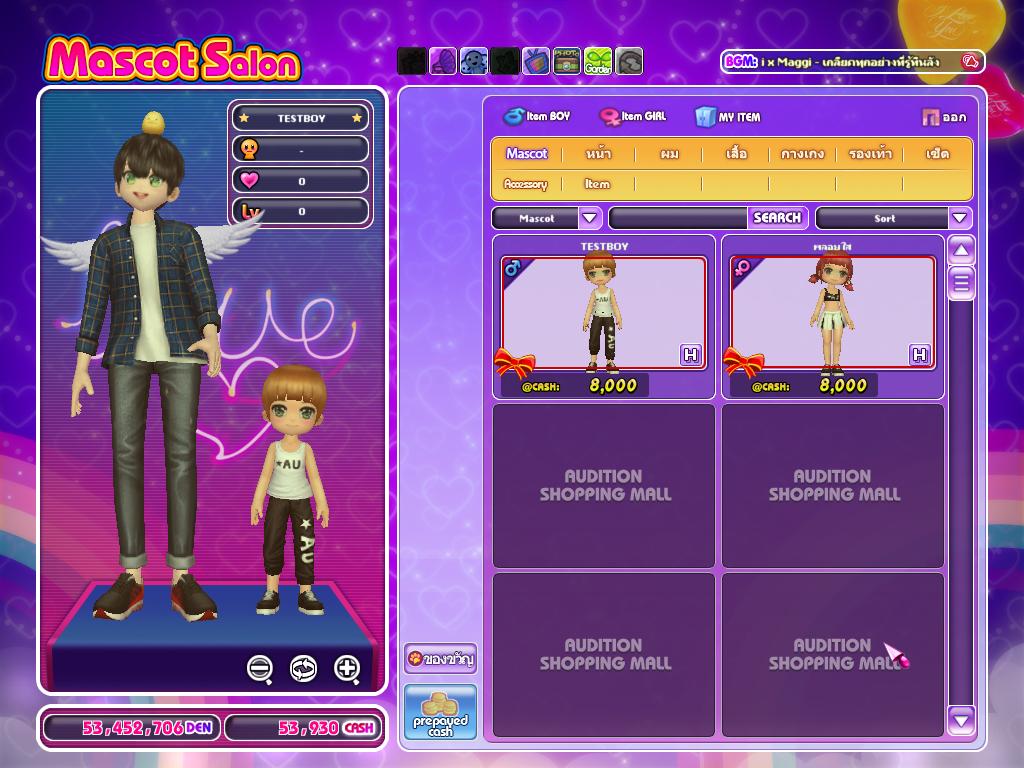 Mascot Salon
BGM: i x Maggi - เกลียดทุกอย่างที่รู้ทีหลัง
TESTBOY
-
0
Lv 0
Item BOY
Item GIRL
MY ITEM
ออก
Mascot
หน้า
ผม
เสื้อ
กางเกง
รองเท้า
เซ็ต
Accessory
Item
Mascot
SEARCH
Sort
TESTBOY
พลอยใส
H
H
@CASH: 8,000
@CASH: 8,000
AU
AU
AUDITION
SHOPPING MALL
AUDITION
SHOPPING MALL
AUDITION
SHOPPING MALL
AUDITION
SHOPPING MALL
ของขวัญ
prepayed
cash
53,452,706 DEN
53,930 CASH